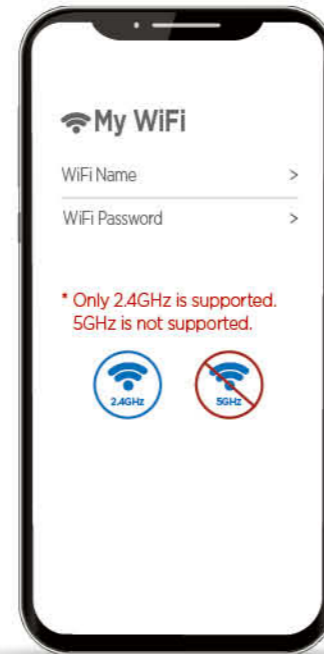 My WiFi
WiFi Name >
WiFi Password >
* Only 2.4GHz is supported.
5GHz is not supported.
2.4GHz 5GHz